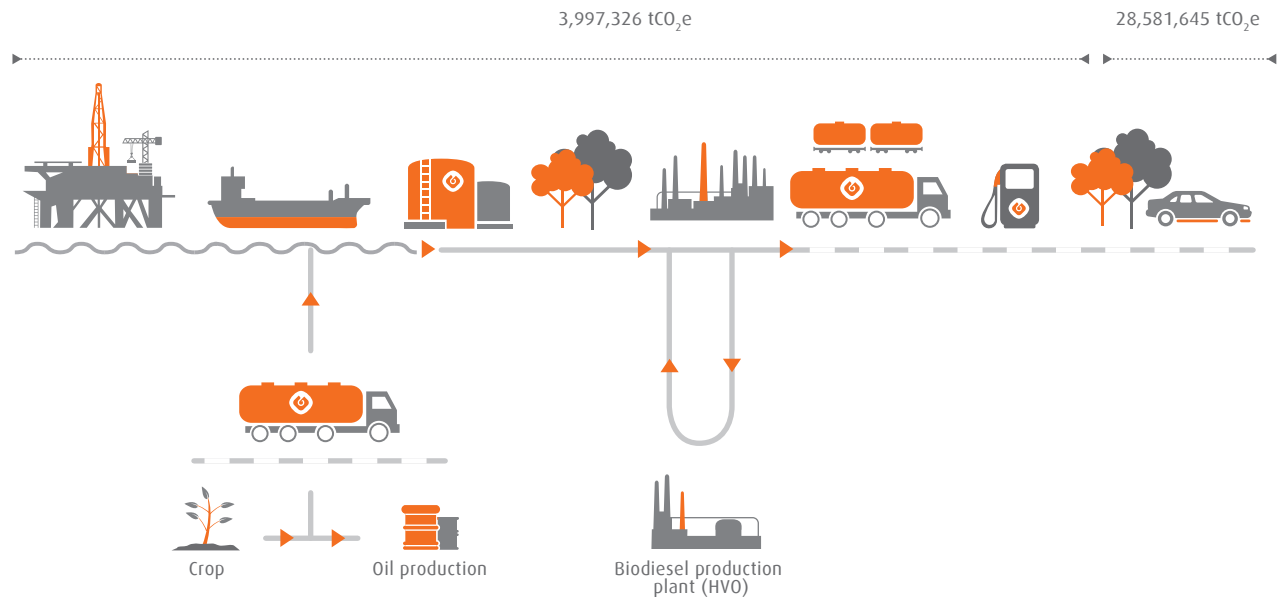 3,997,326 tCO₂e
28,581,645 tCO₂e
Crop
Oil production
Biodiesel production
plant (HVO)